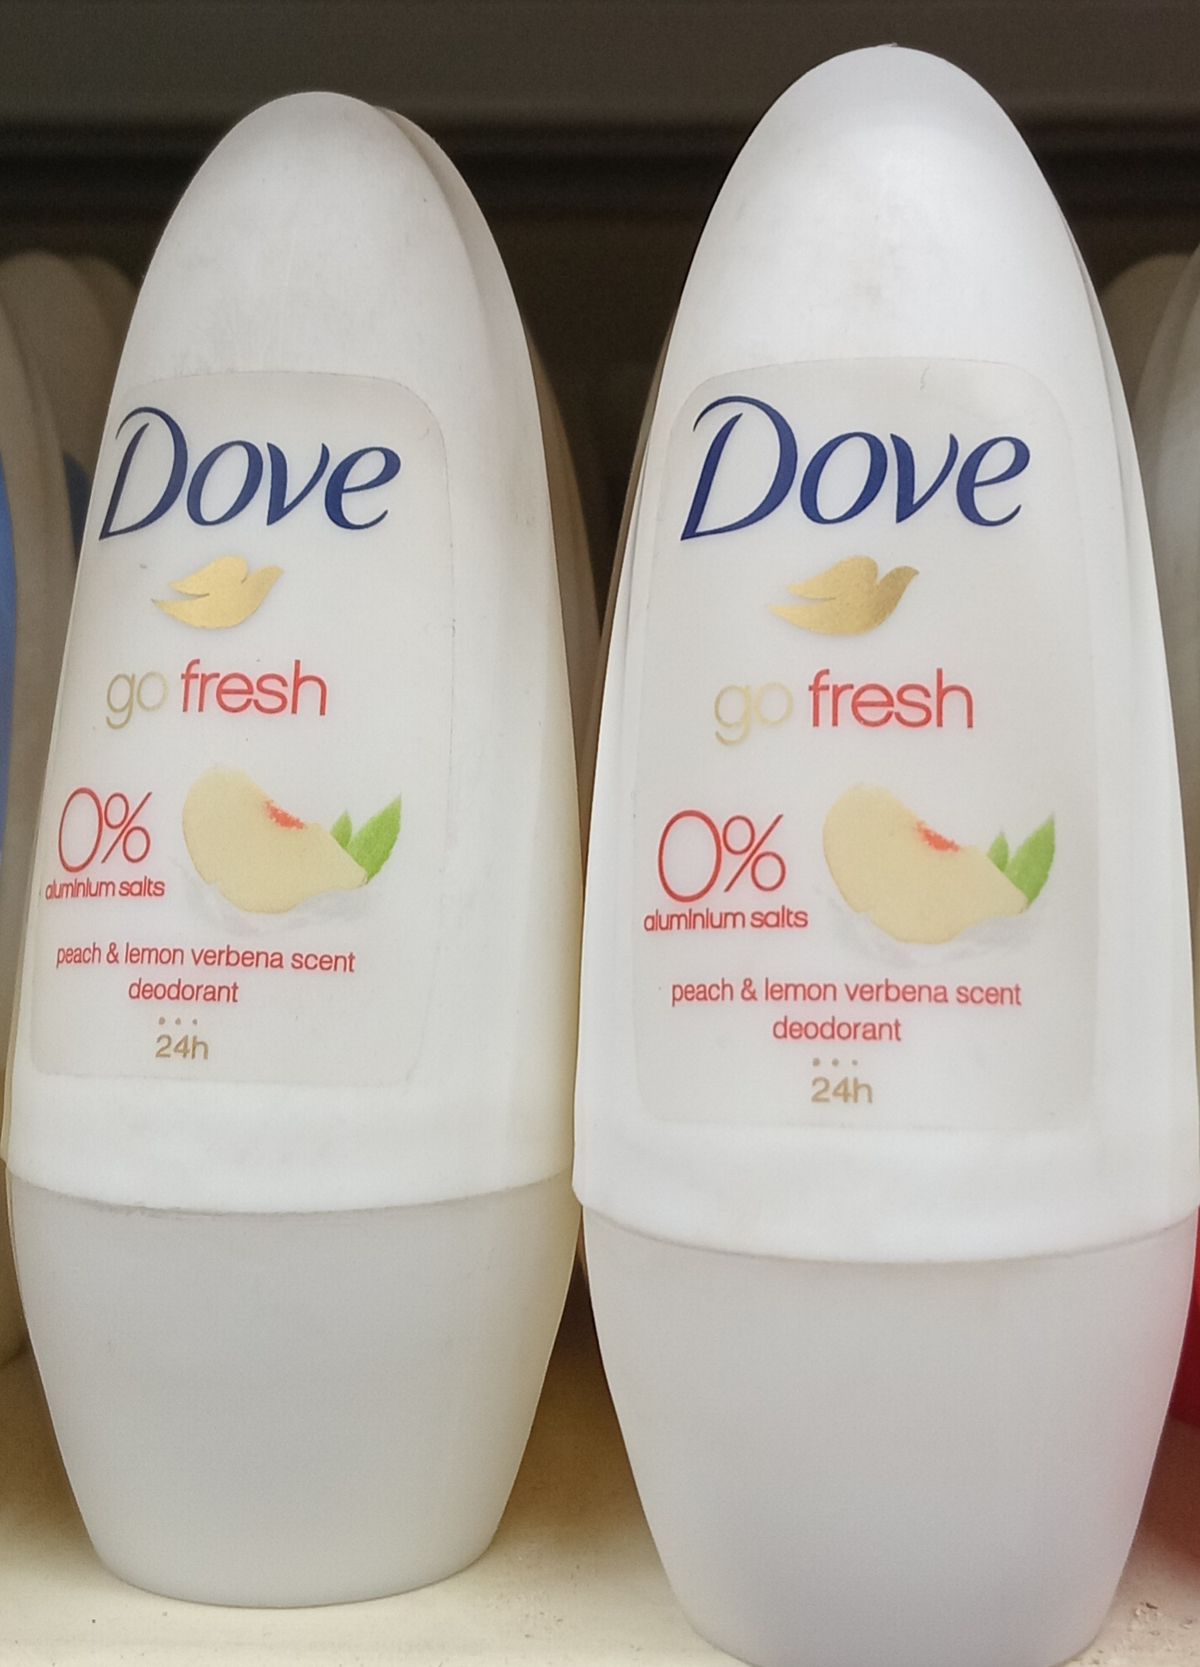 Dove
go fresh
0%
aluminium salts
peach & lemon verbena scent
deodorant
24h
Dove
go fresh
0%
aluminium salts
peach & lemon verbena scent
deodorant
24h